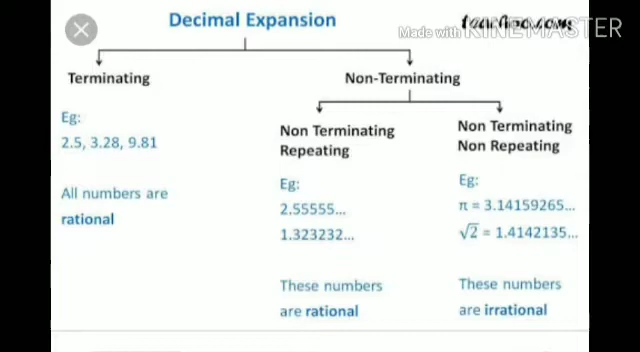 Decimal Expansion
Made with KINEMASTER
Terminating
Non-Terminating
Eg:
2.5, 3.28, 9.81
All numbers are
rational
Non Terminating
Repeating
Eg:
2.55555...
1.323232...
These numbers
are rational
Non Terminating
Non Repeating
Eg:
π = 3.14159265...
√2 = 1.4142135...
These numbers
are irrational